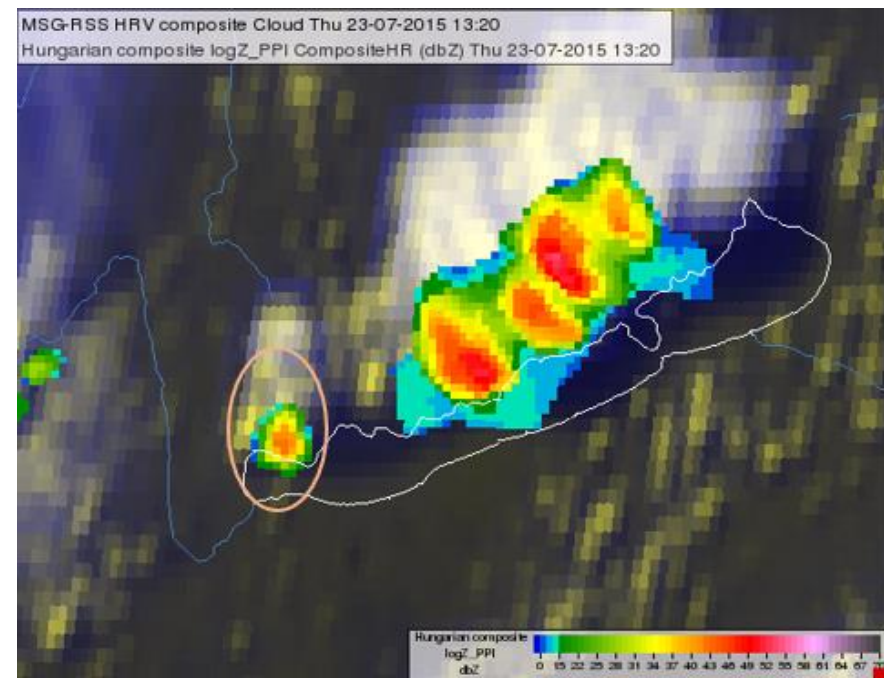 MSG-RSS HRV composite Cloud Thu 23-07-2015 13:20
Hungarian composite logZ_PPI CompositeHR (dbZ) Thu 23-07-2015 13:20
Hungarian composite
logZ_PPI
dbZ
0 15 22 25 28 31 34 37 40 43 46 49 52 55 58 61 64 67